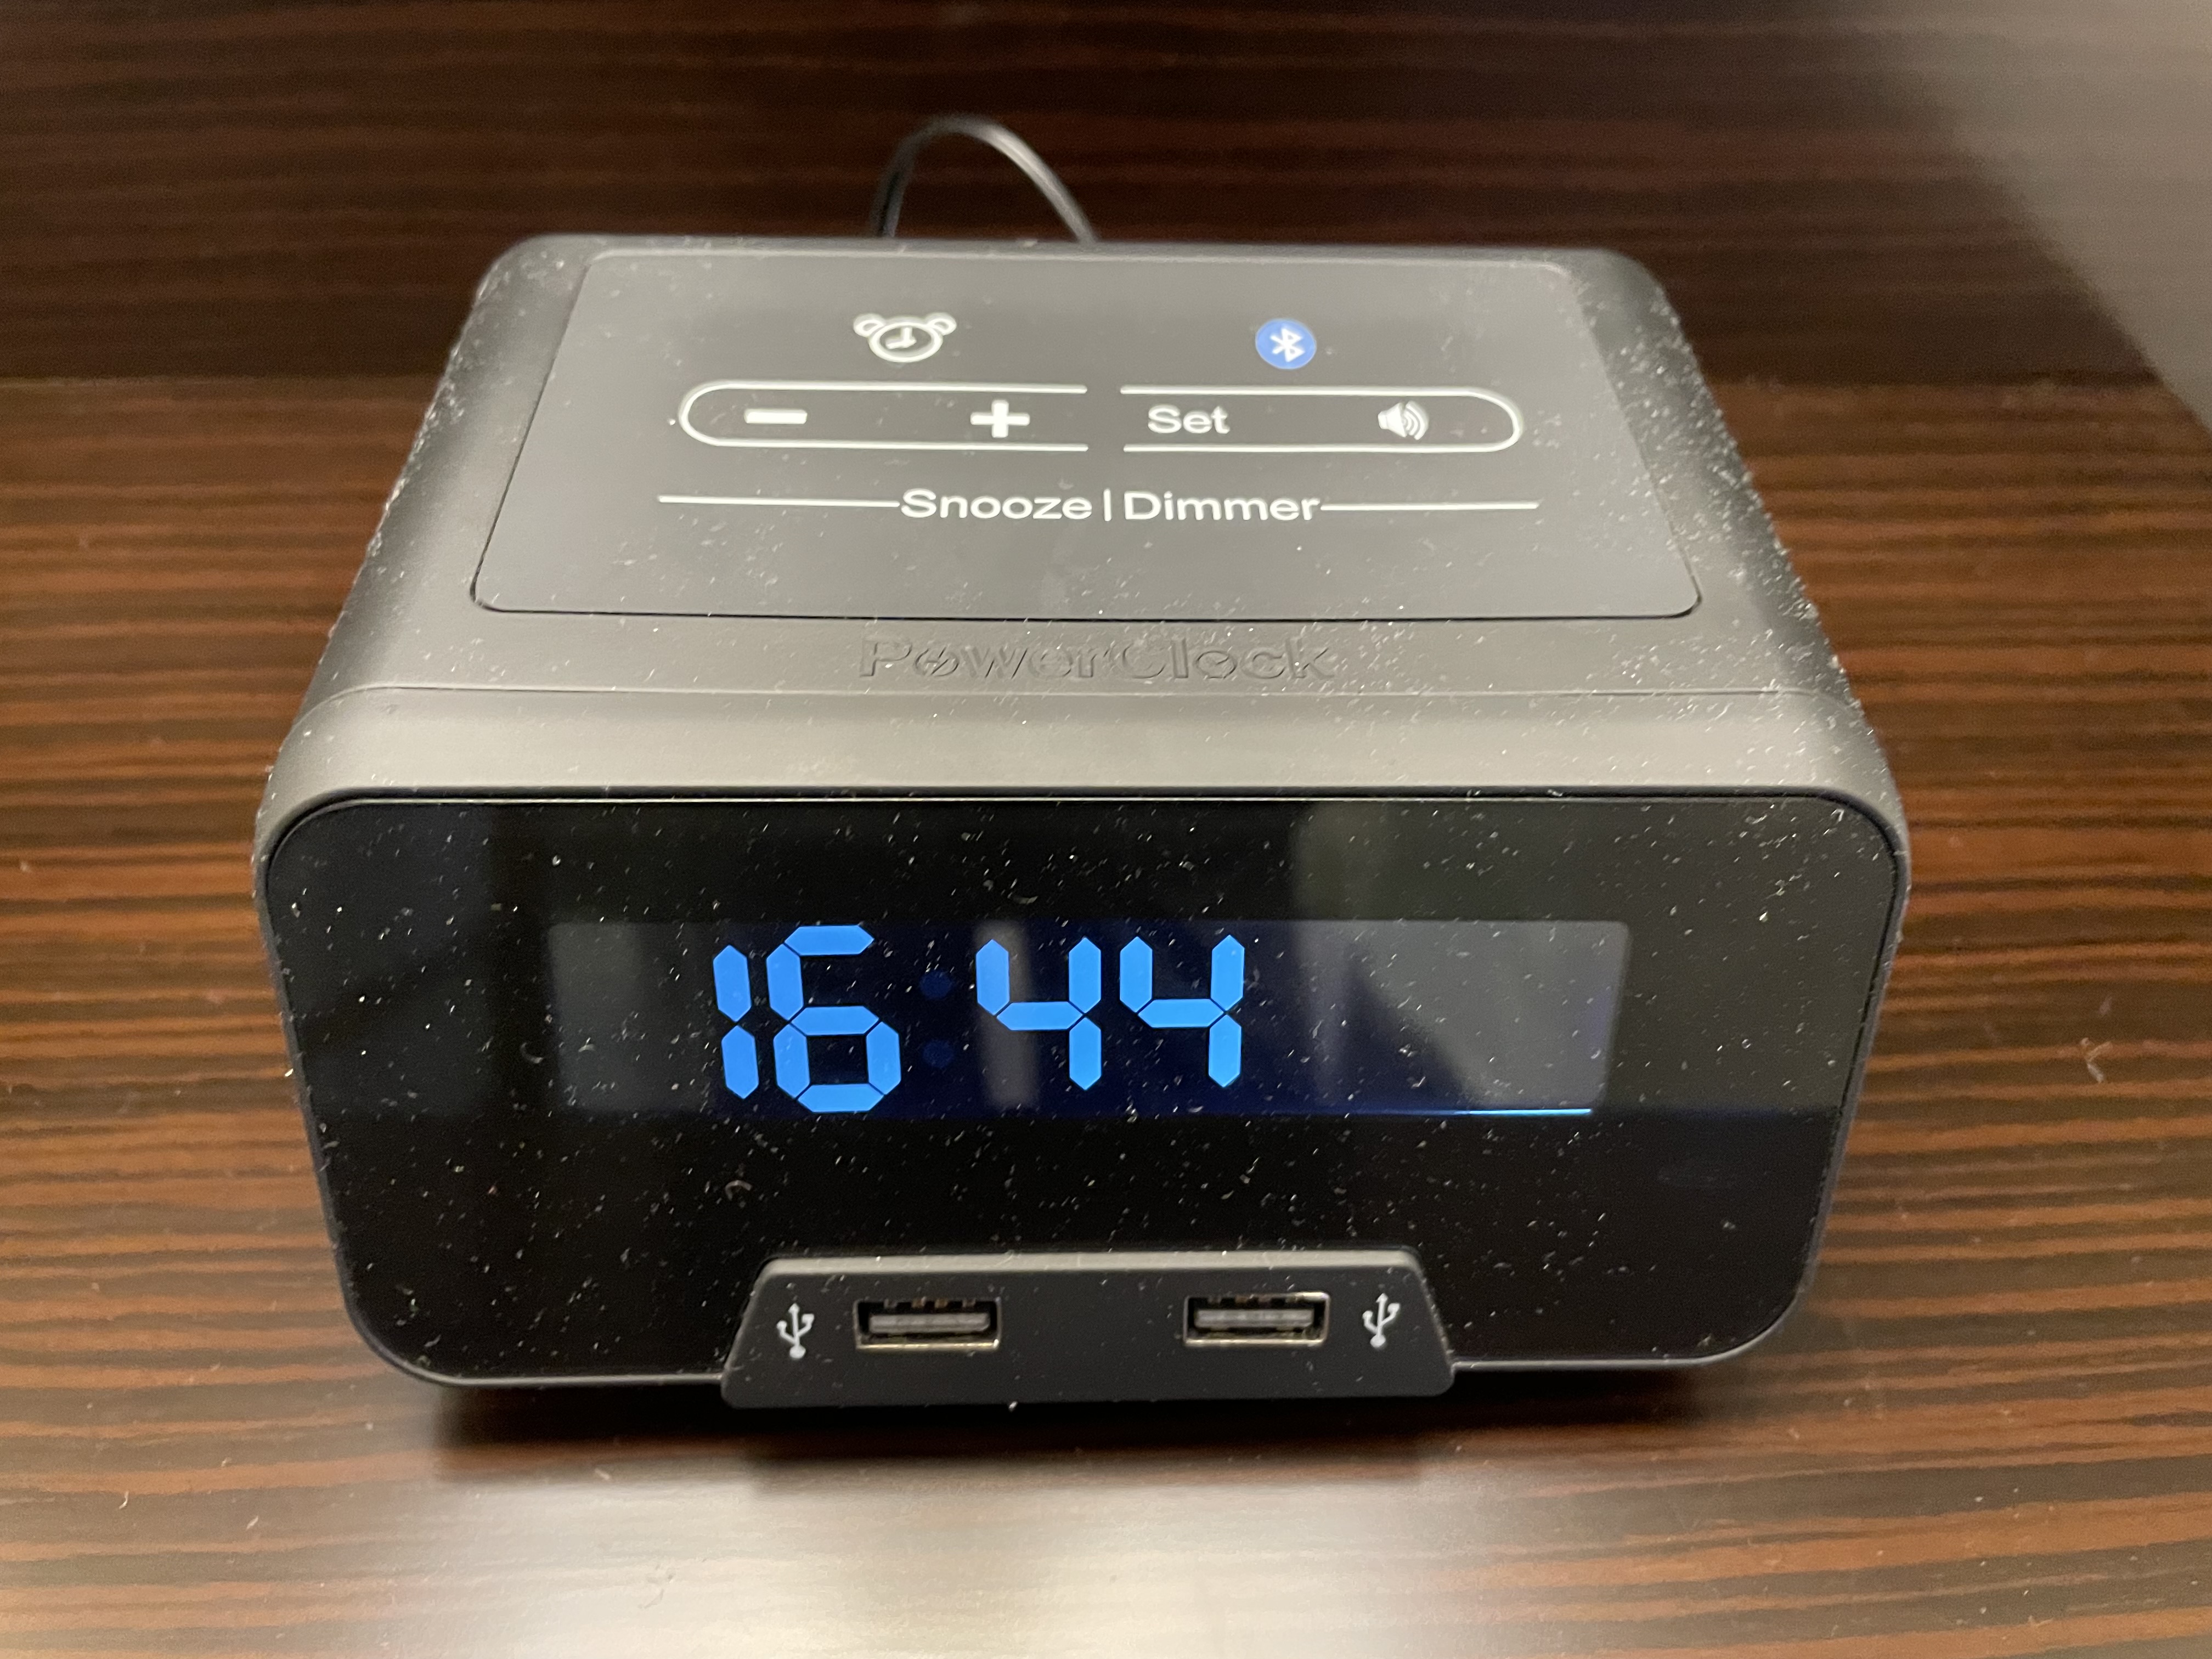 − + Set
Snooze | Dimmer
PowerClock
16:44